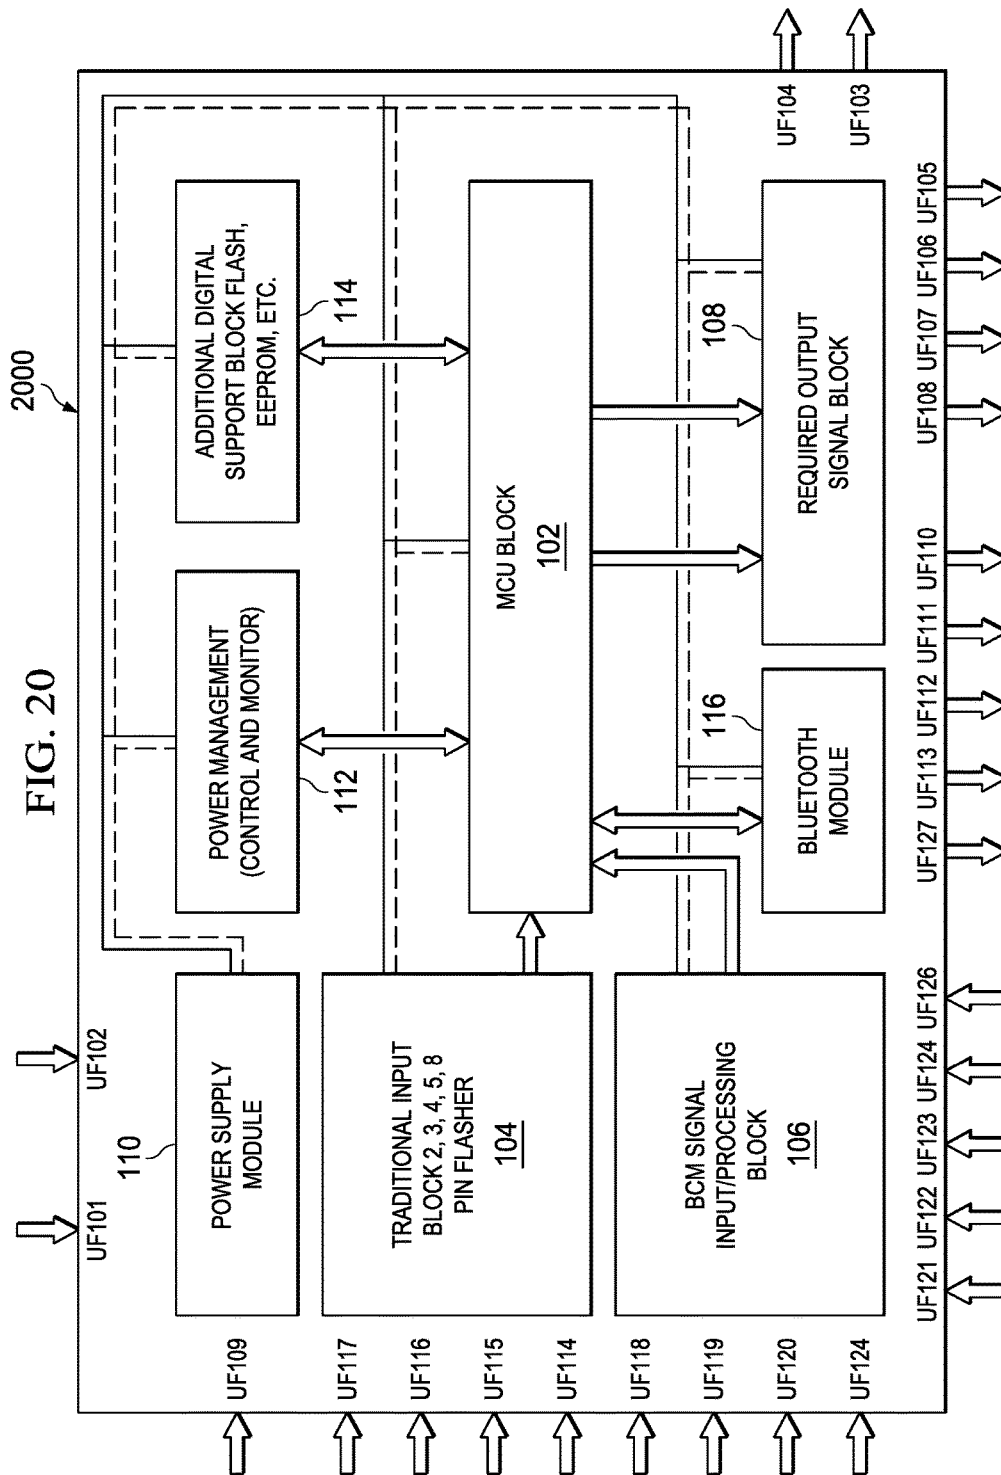 FIG. 20
2000
UF101
UF102
110
POWER SUPPLY
MODULE
POWER MANAGEMENT
(CONTROL AND MONITOR)
112
ADDITIONAL DIGITAL
SUPPORT BLOCK FLASH,
EEPROM, ETC.
114
TRADITIONAL INPUT
BLOCK 2, 3, 4, 5, 8
PIN FLASHER
104
MCU BLOCK
102
BCM SIGNAL
INPUT/PROCESSING
BLOCK
106
BLUETOOTH
MODULE
116
REQUIRED OUTPUT
SIGNAL BLOCK
108
UF109
UF117
UF116
UF115
UF114
UF118
UF119
UF120
UF124
UF104
UF103
UF121
UF122
UF123
UF124
UF126
UF127
UF113
UF112
UF111
UF110
UF108
UF107
UF106
UF105